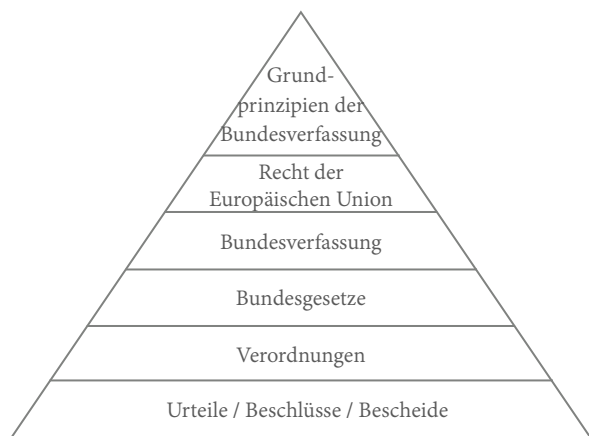 Grund-
prinzipien der
Bundesverfassung
Recht der
Europäischen Union
Bundesverfassung
Bundesgesetze
Verordnungen
Urteile / Beschlüsse / Bescheide